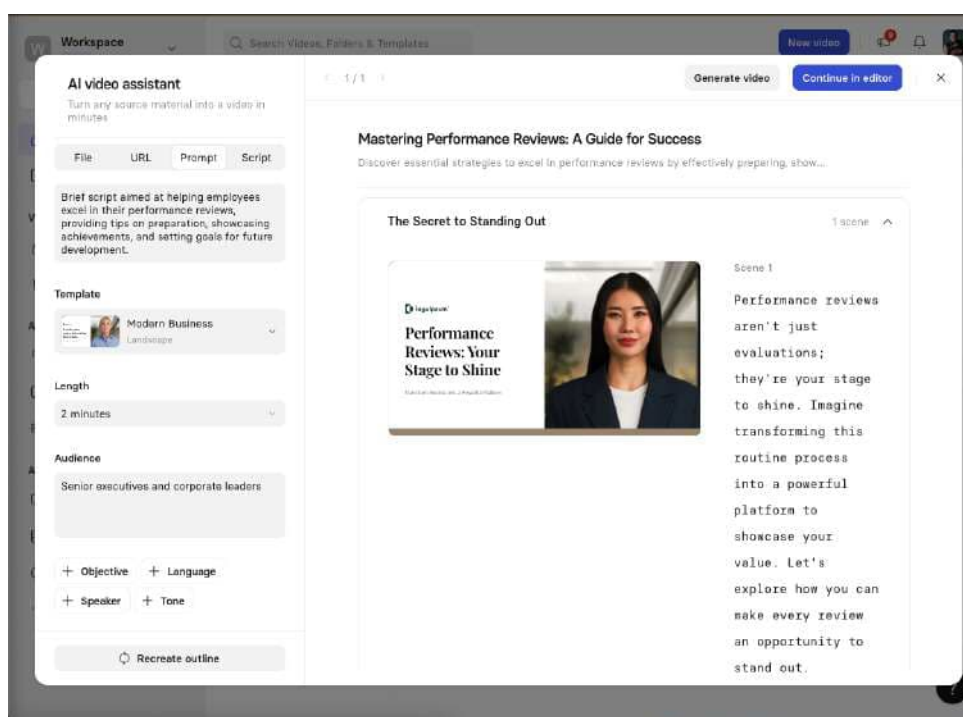 W
Workspace
Search Videos, Folders & Templates
New video
AI video assistant
Turn any source material into a video in
minutes
1/1
Generate video
Continue in editor
File
URL
Prompt
Script
Brief script aimed at helping employees
excel in their performance reviews,
providing tips on preparation, showcasing
achievements, and setting goals for future
development.
Template
Modern Business
Landscape
Length
2 minutes
Audience
Senior executives and corporate leaders
+ Objective
+ Language
+ Speaker
+ Tone
Recreate outline
Mastering Performance Reviews: A Guide for Success
Discover essential strategies to excel in performance reviews by effectively preparing, show...
The Secret to Standing Out
1 scene
logoipsum
Performance
Reviews: Your
Stage to Shine
Scene 1
Performance reviews
aren't just
evaluations;
they're your stage
to shine. Imagine
transforming this
routine process
into a powerful
platform to
showcase your
value. Let's
explore how you can
make every review
an opportunity to
stand out.
?